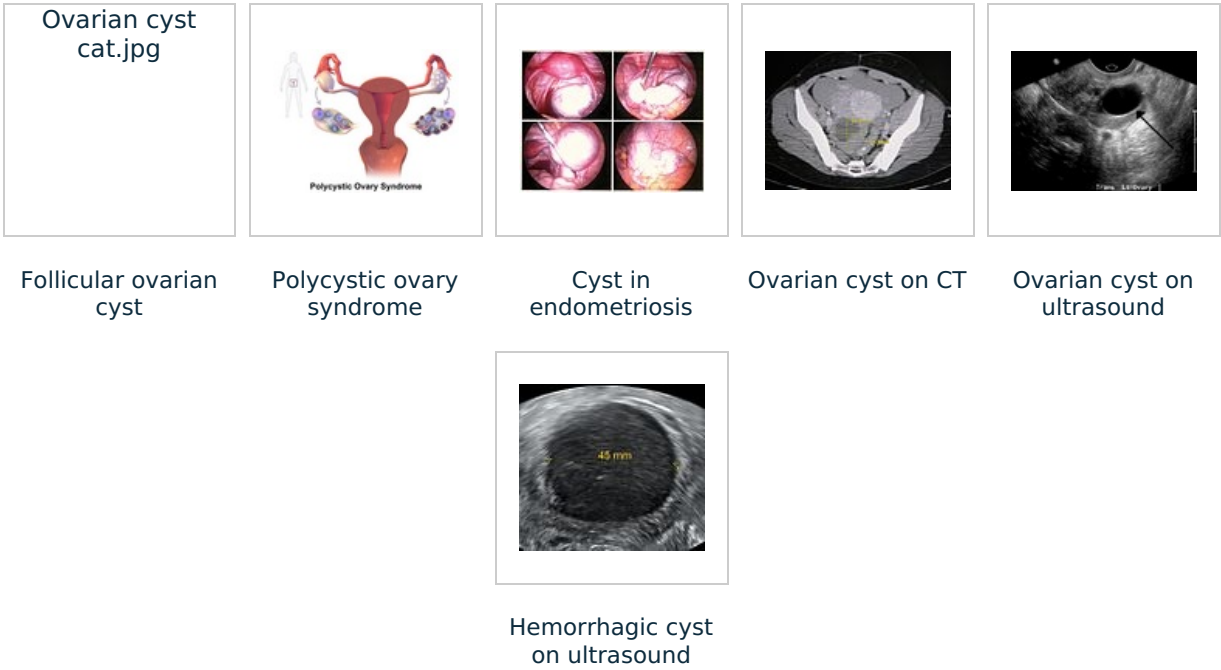 Ovarian cyst
cat.jpg
Polycystic Ovary Syndrome
Trans
Follicular ovarian
cyst
Polycystic ovary
syndrome
Cyst in
endometriosis
Ovarian cyst on CT
Ovarian cyst on
ultrasound
45 mm
Hemorrhagic cyst
on ultrasound